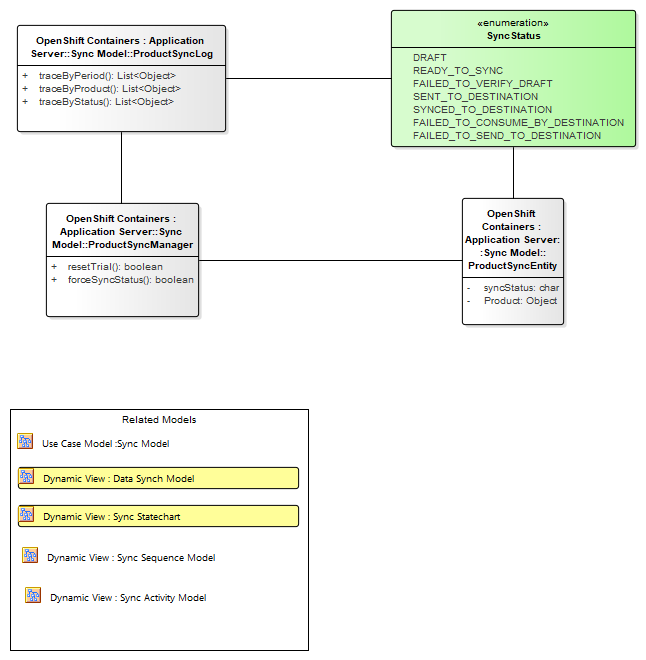 OpenShift Containers : Application
Server::Sync Model::ProductSyncLog
+ traceByPeriod(): List<Object>
+ traceByProduct(): List<Object>
+ traceByStatus(): List<Object>
«enumeration»
SyncStatus
DRAFT
READY_TO_SYNC
FAILED_TO_VERIFY_DRAFT
SENT_TO_DESTINATION
SYNCED_TO_DESTINATION
FAILED_TO_CONSUME_BY_DESTINATION
FAILED_TO_SEND_TO_DESTINATION
OpenShift Containers :
Application Server::Sync
Model::ProductSyncManager
+ resetTrial(): boolean
+ forceSyncStatus(): boolean
OpenShift
Containers :
Application Server:
:Sync Model::
ProductSyncEntity
- syncStatus: char
- Product: Object
Related Models
Use Case Model :Sync Model
Dynamic View : Data Synch Model
Dynamic View : Sync Statechart
Dynamic View : Sync Sequence Model
Dynamic View : Sync Activity Model